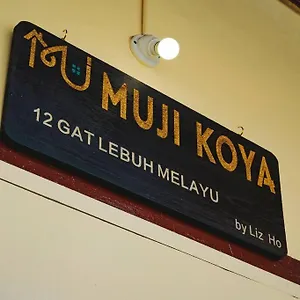 MUJI KOYA
12 GAT LEBUH MELAYU
by Liz Ho